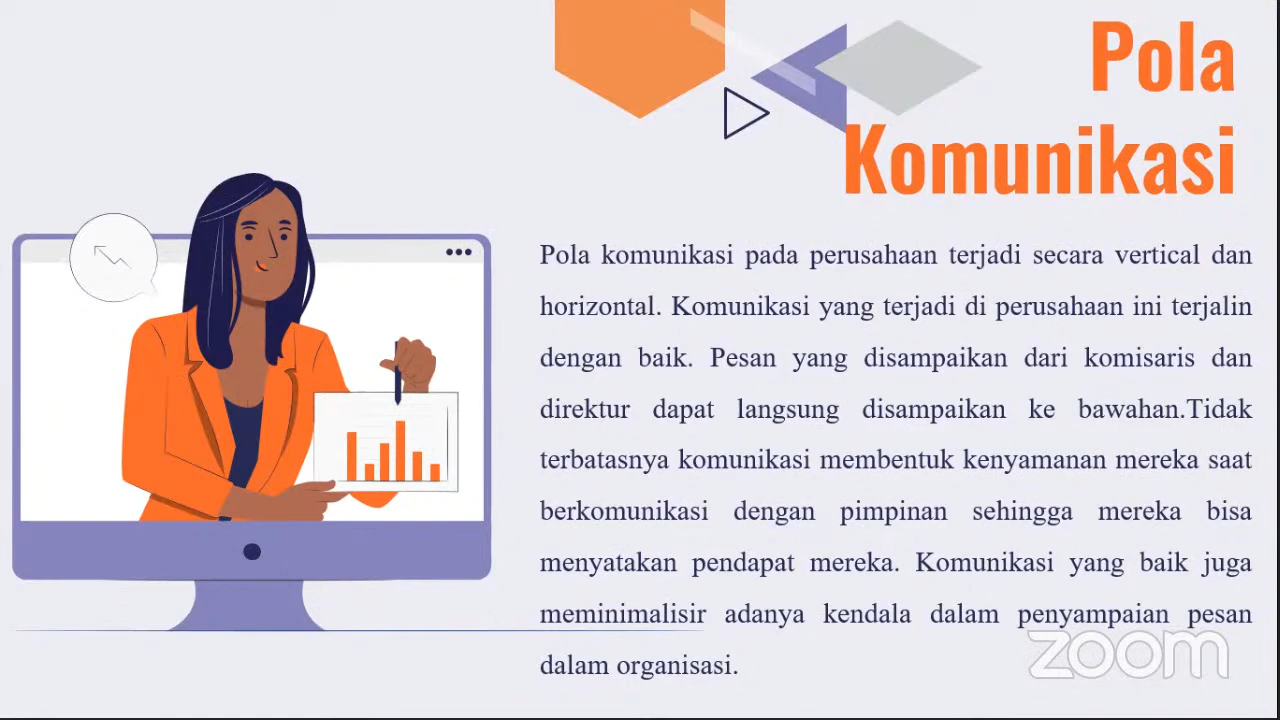 Pola
Komunikasi
Pola komunikasi pada perusahaan terjadi secara vertical dan
horizontal. Komunikasi yang terjadi di perusahaan ini terjalin
dengan baik. Pesan yang disampaikan dari komisaris dan
direktur dapat langsung disampaikan ke bawahan.Tidak
terbatasnya komunikasi membentuk kenyamanan mereka saat
berkomunikasi dengan pimpinan sehingga mereka bisa
menyatakan pendapat mereka. Komunikasi yang baik juga
meminimalisir adanya kendala dalam penyampaian pesan
dalam organisasi.
zoom